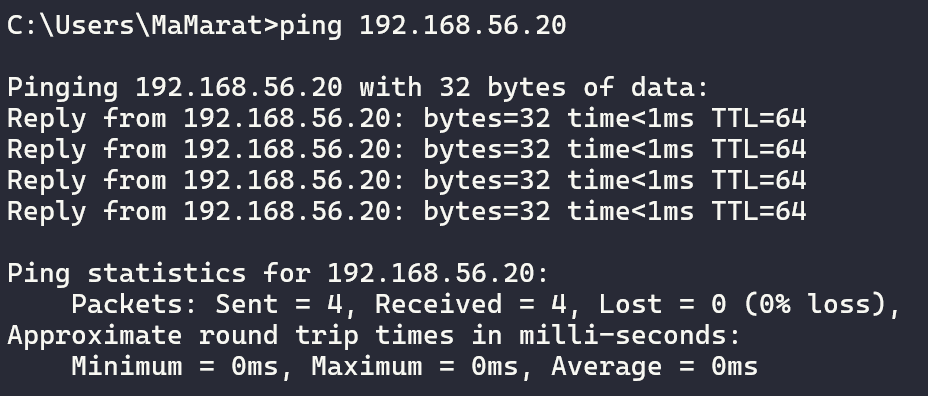 C:\Users\MaMarat>ping 192.168.56.20
Pinging 192.168.56.20 with 32 bytes of data:
Reply from 192.168.56.20: bytes=32 time<1ms TTL=64
Reply from 192.168.56.20: bytes=32 time<1ms TTL=64
Reply from 192.168.56.20: bytes=32 time<1ms TTL=64
Reply from 192.168.56.20: bytes=32 time<1ms TTL=64
Ping statistics for 192.168.56.20:
    Packets: Sent = 4, Received = 4, Lost = 0 (0% loss),
Approximate round trip times in milli-seconds:
    Minimum = 0ms, Maximum = 0ms, Average = 0ms